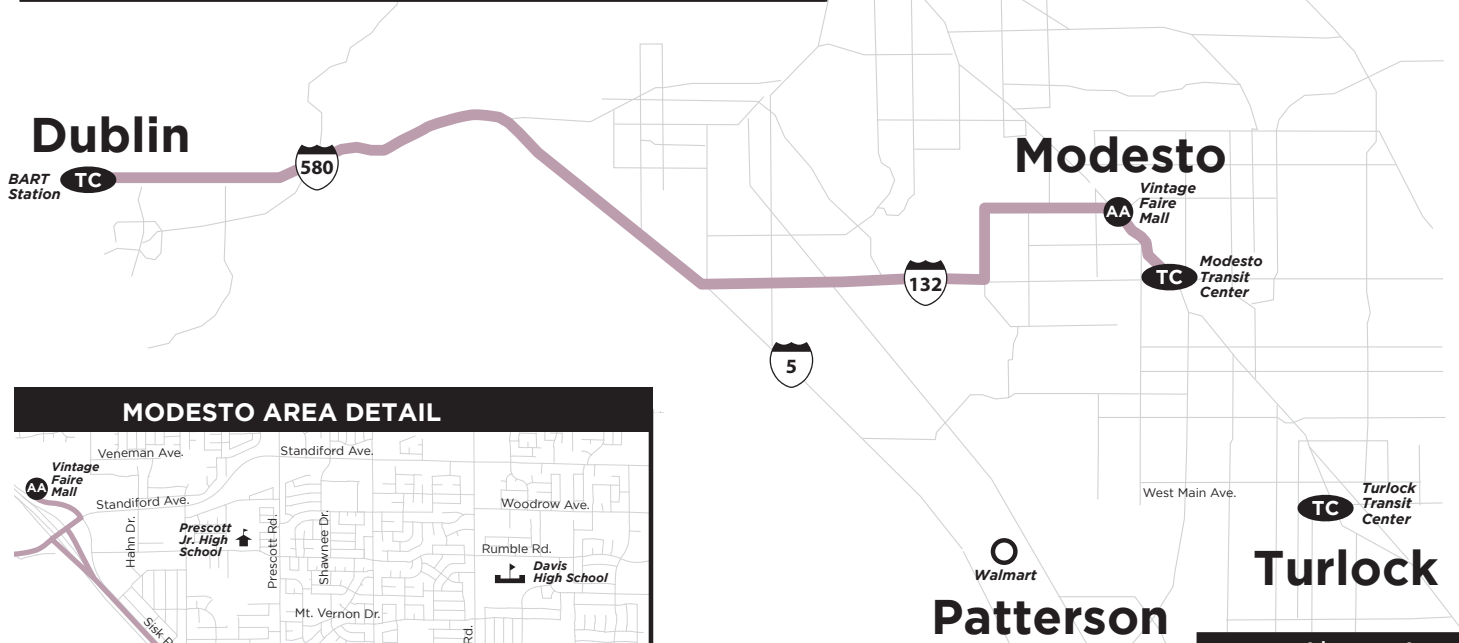 Dublin
BART
Station
TC
580
Modesto
AA
Vintage
Faire
Mall
132
TC
Modesto
Transit
Center
5
MODESTO AREA DETAIL
Veneman Ave.
Standiford Ave.
AA
Vintage
Faire
Mall
Standiford Ave.
Woodrow Ave.
Hahn Dr.
Prescott
Jr. High
School
Prescott Rd.
Shawnee Dr.
Rumble Rd.
Davis
High School
Mt. Vernon Dr.
Sisk
Rd.
West Main Ave.
TC
Turlock
Transit
Center
Turlock
Walmart
Patterson